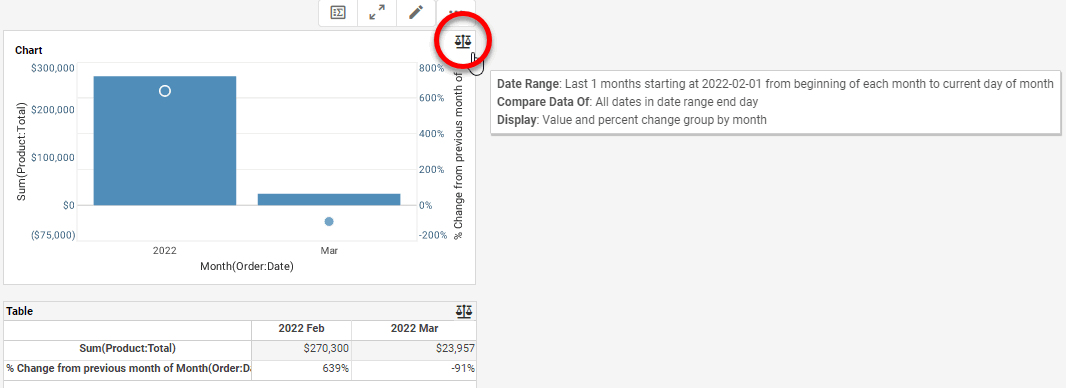 Chart
$300,000
$200,000
$100,000
$0
($75,000)
Sum(Product:Total)
800%
600%
400%
200%
0%
-200%
% Change from previous month of
2022
Mar
Month(Order:Date)
Date Range: Last 1 months starting at 2022-02-01 from beginning of each month to current day of month
Compare Data Of: All dates in date range end day
Display: Value and percent change group by month
Table
2022 Feb 2022 Mar
Sum(Product:Total) $270,300 $23,957
% Change from previous month of Month(Order:Da 639% -91%